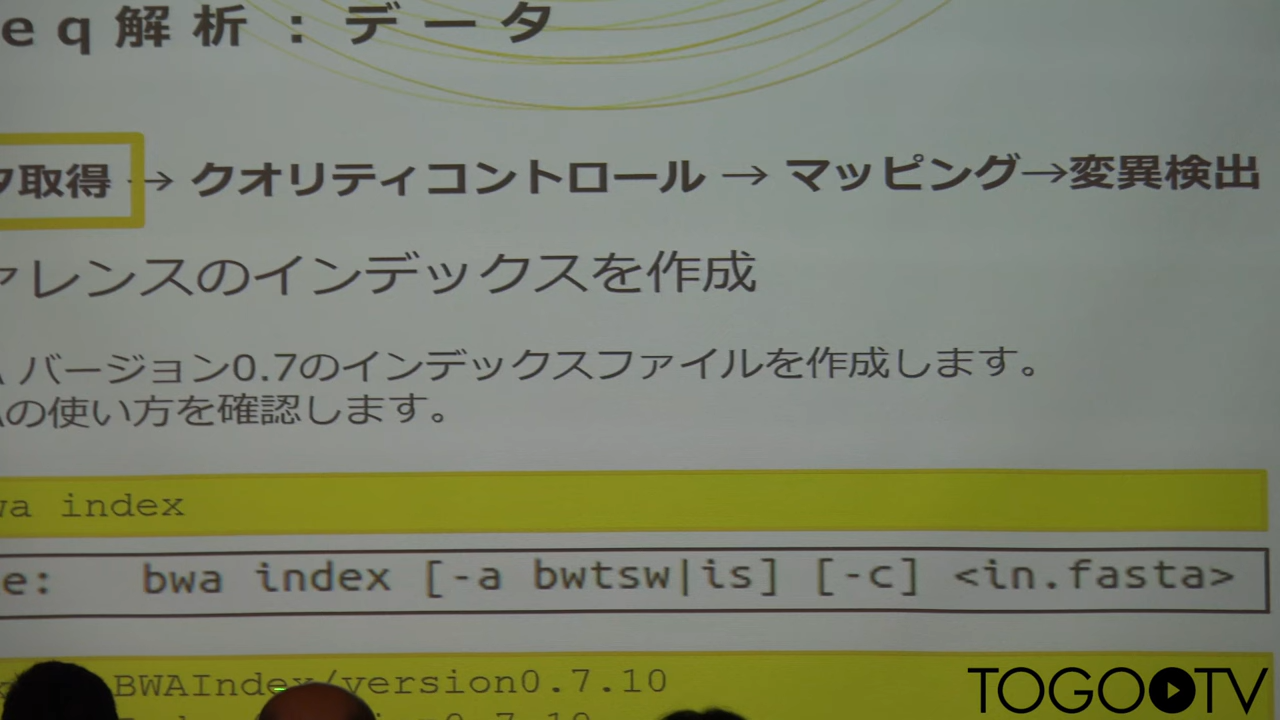 eq解析：データ
タ取得 → クオリティコントロール → マッピング→変異検出
ァレンスのインデックスを作成
バージョン0.7のインデックスファイルを作成します。
の使い方を確認します。
wa index
e: bwa index [-a bwtsw|is] [-c] <in.fasta>
BWAIndex/version0.7.10
TOGOTV